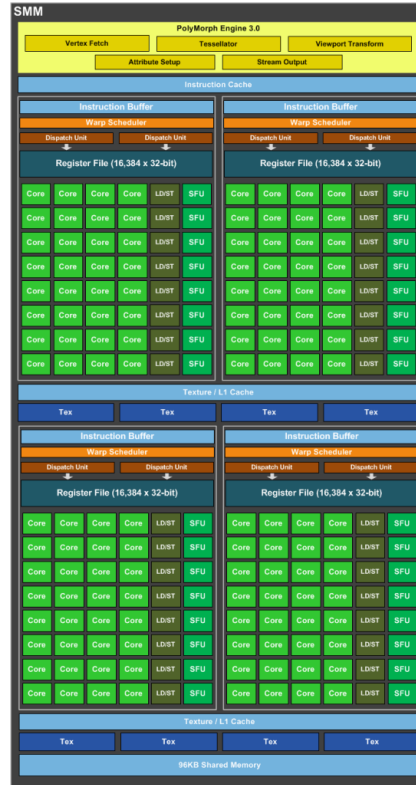 SMM
PolyMorph Engine 3.0
Vertex Fetch Tessellator Viewport Transform
Attribute Setup Stream Output
Instruction Cache
Instruction Buffer Instruction Buffer
Warp Scheduler Warp Scheduler
Dispatch Unit Dispatch Unit Dispatch Unit Dispatch Unit
Register File (16,384 x 32-bit) Register File (16,384 x 32-bit)
Core Core Core Core LD/ST SFU Core Core Core Core LD/ST SFU
Core Core Core Core LD/ST SFU Core Core Core Core LD/ST SFU
Core Core Core Core LD/ST SFU Core Core Core Core LD/ST SFU
Core Core Core Core LD/ST SFU Core Core Core Core LD/ST SFU
Core Core Core Core LD/ST SFU Core Core Core Core LD/ST SFU
Core Core Core Core LD/ST SFU Core Core Core Core LD/ST SFU
Core Core Core Core LD/ST SFU Core Core Core Core LD/ST SFU
Core Core Core Core LD/ST SFU Core Core Core Core LD/ST SFU
Texture / L1 Cache
Tex Tex Tex Tex
Instruction Buffer Instruction Buffer
Warp Scheduler Warp Scheduler
Dispatch Unit Dispatch Unit Dispatch Unit Dispatch Unit
Register File (16,384 x 32-bit) Register File (16,384 x 32-bit)
Core Core Core Core LD/ST SFU Core Core Core Core LD/ST SFU
Core Core Core Core LD/ST SFU Core Core Core Core LD/ST SFU
Core Core Core Core LD/ST SFU Core Core Core Core LD/ST SFU
Core Core Core Core LD/ST SFU Core Core Core Core LD/ST SFU
Core Core Core Core LD/ST SFU Core Core Core Core LD/ST SFU
Core Core Core Core LD/ST SFU Core Core Core Core LD/ST SFU
Core Core Core Core LD/ST SFU Core Core Core Core LD/ST SFU
Core Core Core Core LD/ST SFU Core Core Core Core LD/ST SFU
Texture / L1 Cache
Tex Tex Tex Tex
96KB Shared Memory